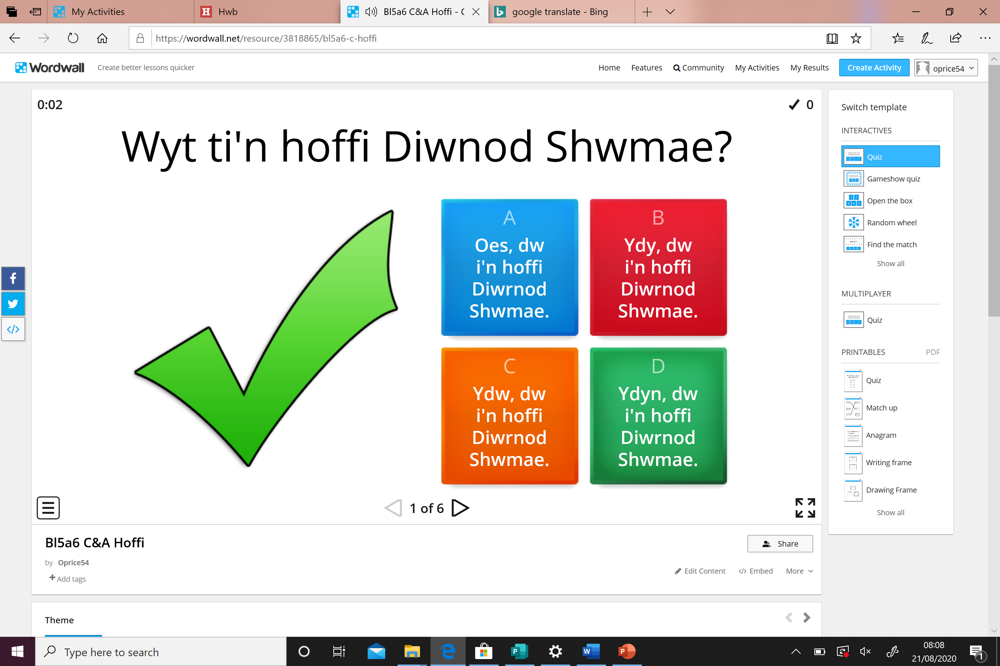 My Activities
Hwb
Bl5a6 C&A Hoffi - C
google translate - Bing
https://wordwall.net/resource/3818865/bl5a6-c-hoffi
Wordwall
Create better lessons quicker
Home
Features
Community
My Activities
My Results
Create Activity
oprice54
0:02
0
Wyt ti'n hoffi Diwnod Shwmae?
A
Oes, dw
i'n hoffi
Diwrnod
Shwmae.
B
Ydy, dw
i'n hoffi
Diwrnod
Shwmae.
C
Ydw, dw
i'n hoffi
Diwrnod
Shwmae.
D
Ydyn, dw
i'n hoffi
Diwrnod
Shwmae.
1 of 6
Switch template
INTERACTIVES
Quiz
Gameshow quiz
Open the box
Random wheel
Find the match
Show all
MULTIPLAYER
Quiz
PRINTABLES
PDF
Quiz
Match up
Anagram
Writing frame
Drawing Frame
Show all
Bl5a6 C&A Hoffi
Share
by Oprice54
Add tags
Edit Content
Embed
More
Theme
Type here to search
08:08
21/08/2020
1